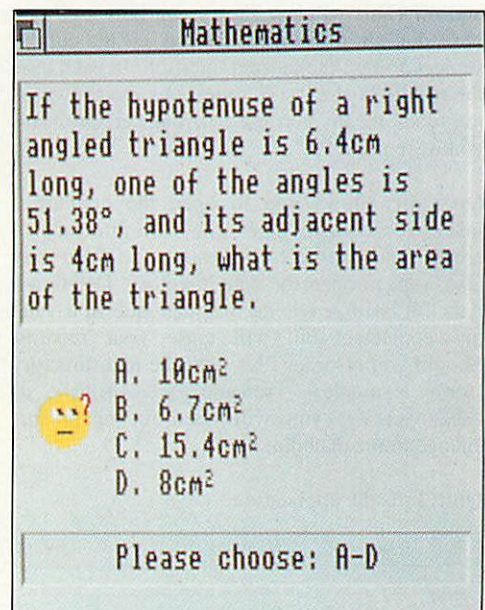 Mathematics
If the hypotenuse of a right
angled triangle is 6.4cm
long, one of the angles is
51.38°, and its adjacent side
is 4cm long, what is the area
of the triangle.
A. 10cm²
B. 6.7cm²
C. 15.4cm²
D. 8cm²
?
Please choose: A-D